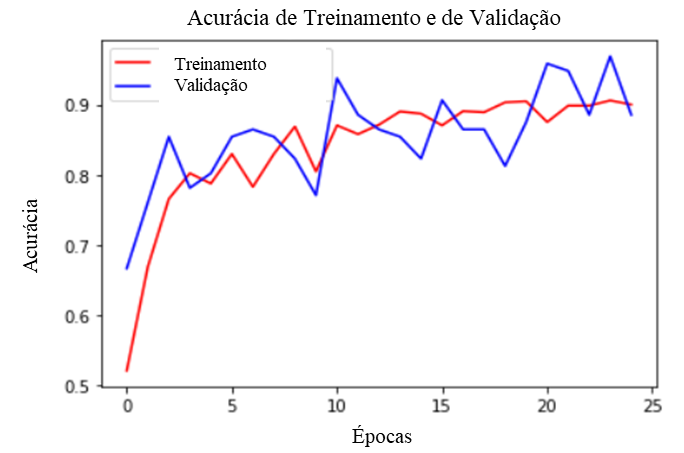 Acurácia de Treinamento e de Validação
Treinamento
Validação
0.9
0.8
0.7
0.6
0.5
Acurácia
0 5 10 15 20 25
Épocas